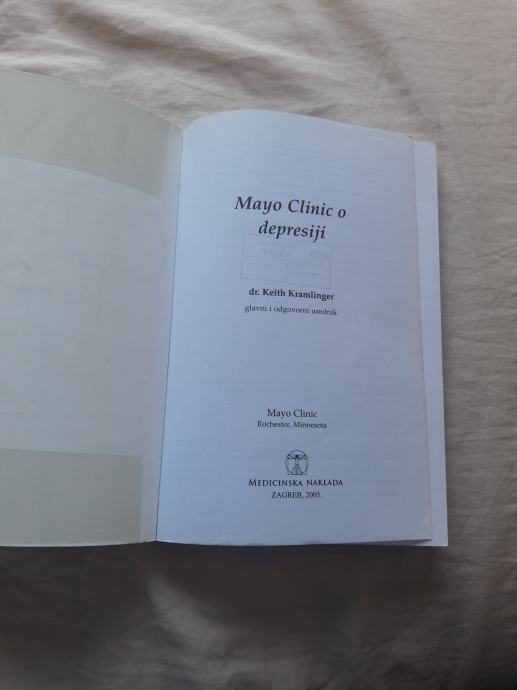 Mayo Clinic o
depresiji
dr. Keith Kramlinger
glavni i odgovorni urednik
Mayo Clinic
Rochester, Minnesota
MEDICINSKA NAKLADA
ZAGREB, 2005.